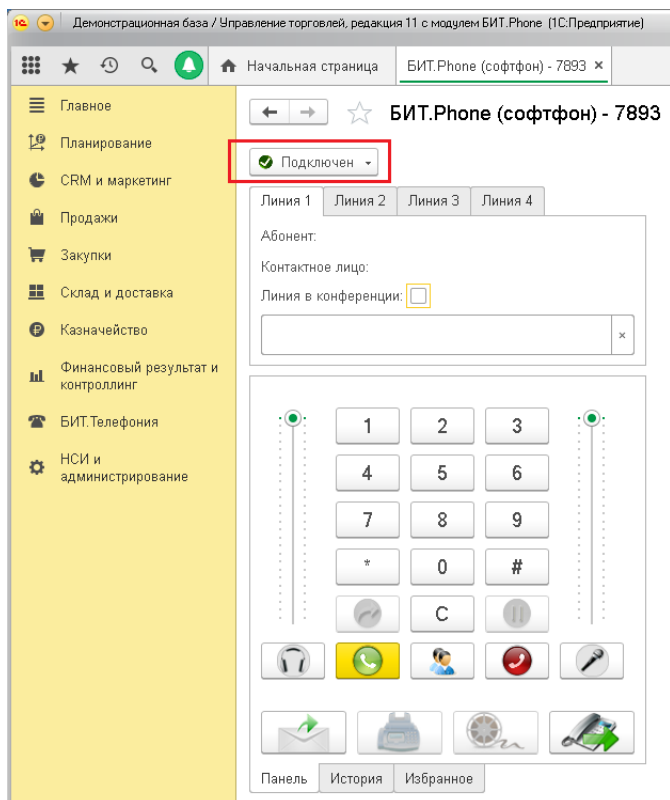 1С Демонстрационная база / Управление торговлей, редакция 11 с модулем БИТ.Phone (1С:Предприятие)
Начальная страница БИТ.Phone (софтфон) - 7893 ×
Главное
Планирование
CRM и маркетинг
Продажи
Закупки
Склад и доставка
Казначейство
Финансовый результат и
контроллинг
БИТ.Телефония
НСИ и
администрирование
БИТ.Phone (софтфон) - 7893
Подключен
Линия 1 Линия 2 Линия 3 Линия 4
Абонент:
Контактное лицо:
Линия в конференции:
×
1 2 3
4 5 6
7 8 9
* 0 #
C
Панель История Избранное